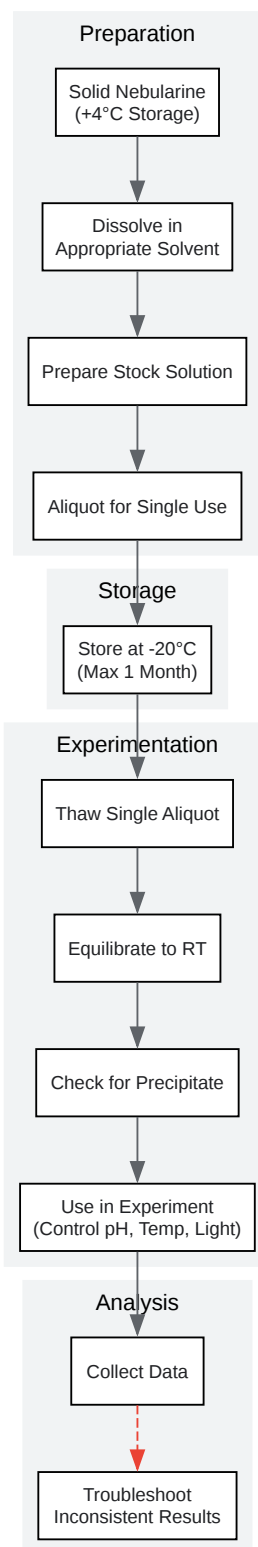 Preparation
Solid Nebularine
(+4°C Storage)
Dissolve in
Appropriate Solvent
Prepare Stock Solution
Aliquot for Single Use
Storage
Store at -20°C
(Max 1 Month)
Experimentation
Thaw Single Aliquot
Equilibrate to RT
Check for Precipitate
Use in Experiment
(Control pH, Temp, Light)
Analysis
Collect Data
Troubleshoot
Inconsistent Results